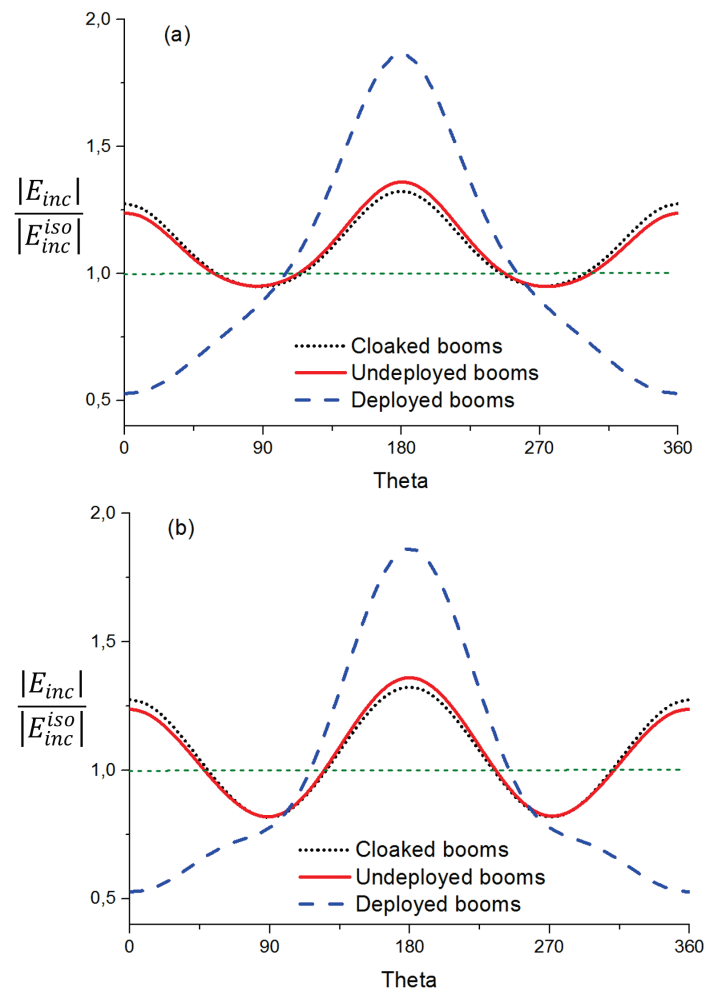 (a)
2,0
1,5
1,0
0,5
|E_inc|
|E_inc^iso|
Cloaked booms
Undeployed booms
Deployed booms
0 90 180 270 360
Theta
(b)
2,0
1,5
1,0
0,5
|E_inc|
|E_inc^iso|
Cloaked booms
Undeployed booms
Deployed booms
0 90 180 270 360
Theta